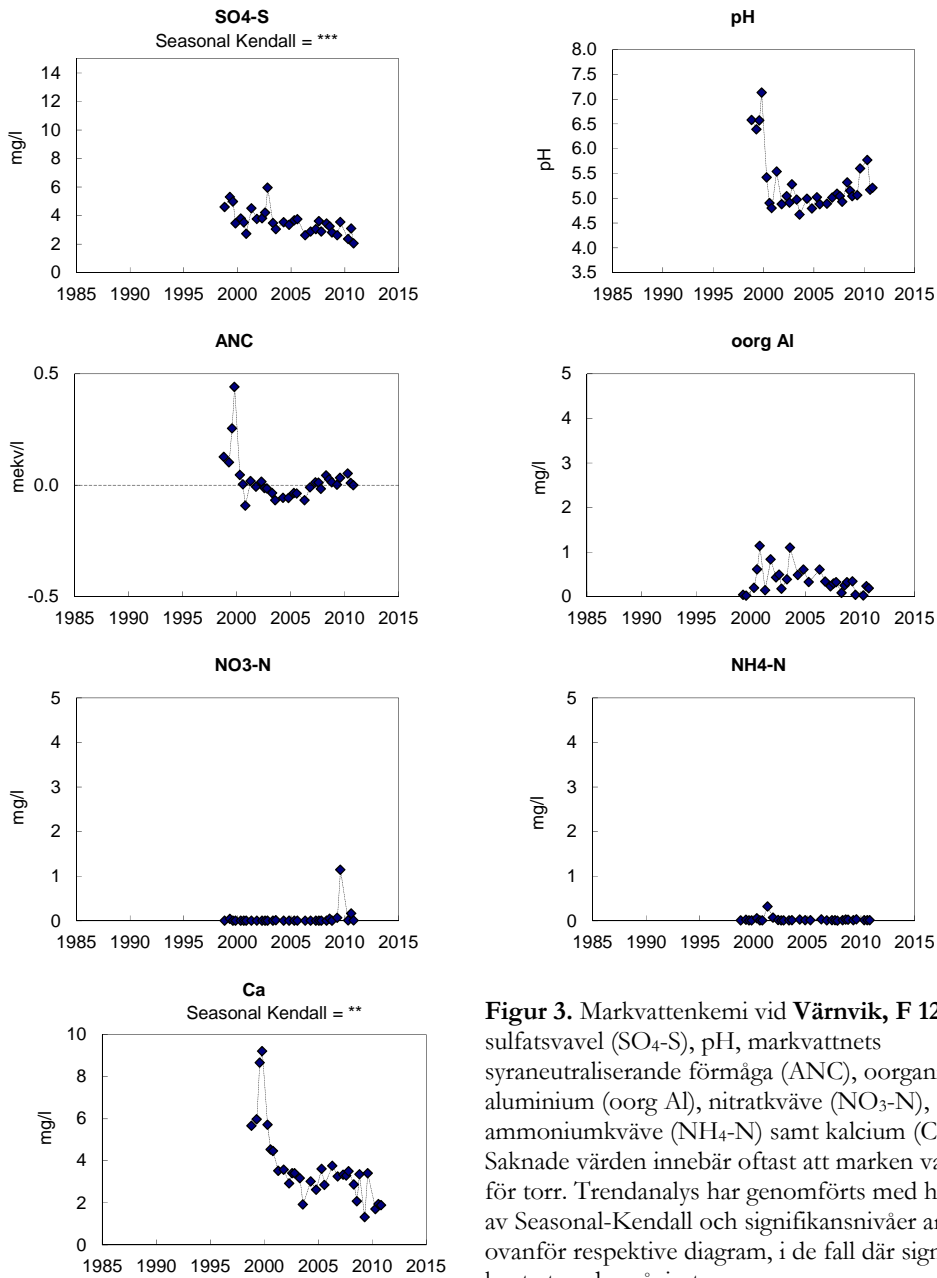 SO4-S
Seasonal Kendall = ***
mg/l
14
12
10
8
6
4
2
0
1985 1990 1995 2000 2005 2010 2015
pH
pH
8.0
7.5
7.0
6.5
6.0
5.5
5.0
4.5
4.0
3.5
1985 1990 1995 2000 2005 2010 2015
ANC
mekv/l
0.5
0.0
-0.5
1985 1990 1995 2000 2005 2010 2015
oorg Al
mg/l
5
4
3
2
1
0
1985 1990 1995 2000 2005 2010 2015
NO3-N
mg/l
5
4
3
2
1
0
1985 1990 1995 2000 2005 2010 2015
NH4-N
mg/l
5
4
3
2
1
0
1985 1990 1995 2000 2005 2010 2015
Ca
Seasonal Kendall = **
mg/l
10
8
6
4
2
0
1985 1990 1995 2000 2005 2010 2015
Figur 3. Markvattenkemi vid Värnvik, F 12
sulfatsvavel (SO4-S), pH, markvattnets
syraneutraliserande förmåga (ANC), oorgan
aluminium (oorg Al), nitratkväve (NO3-N),
ammoniumkväve (NH4-N) samt kalcium (C
Saknade värden innebär oftast att marken va
för torr. Trendanalys har genomförts med h
av Seasonal-Kendall och signifikansnivåer an
ovanför respektive diagram, i de fall där sign